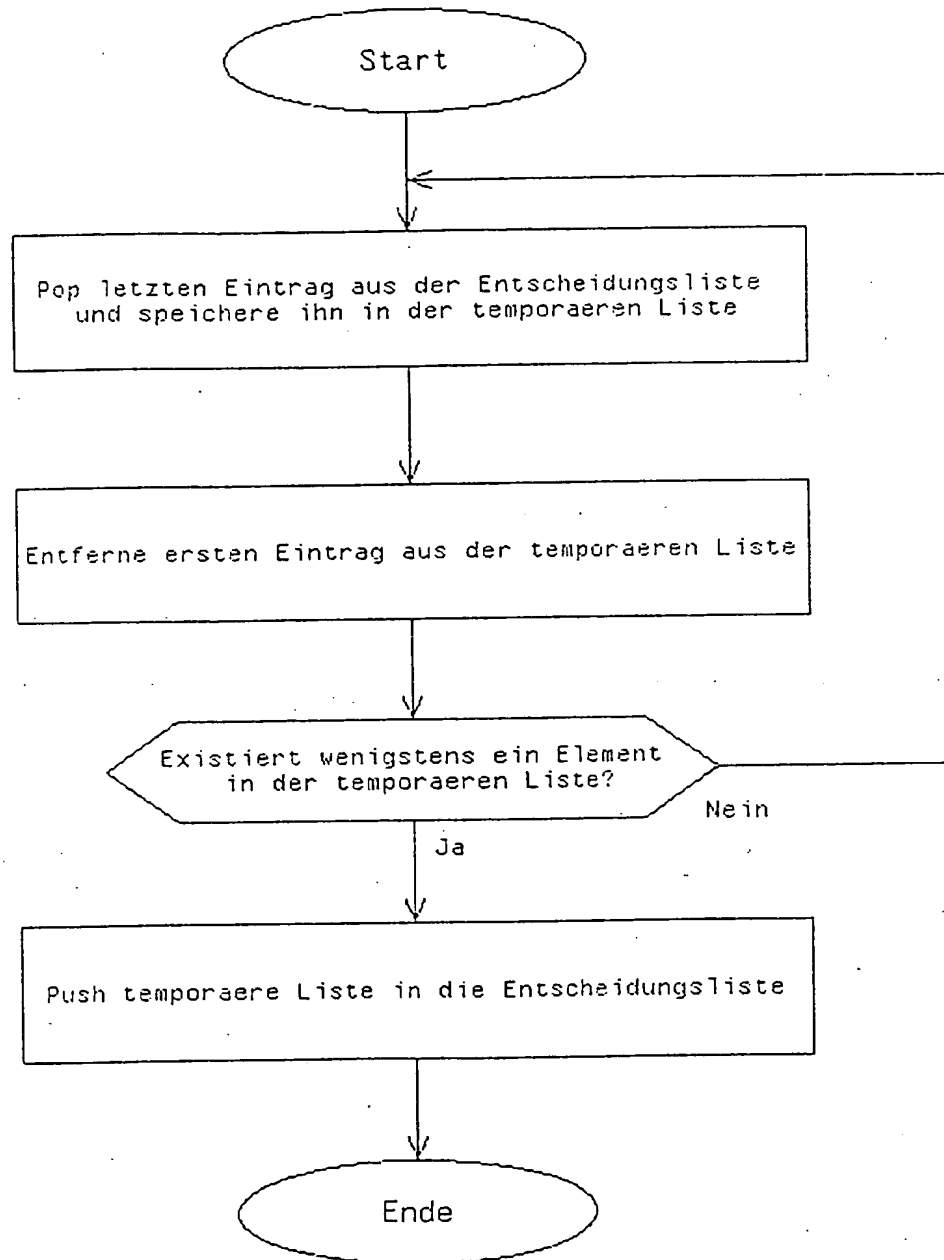 Start
Pop letzten Eintrag aus der Entscheidungsliste
und speichere ihn in der temporaeren Liste
Entferne ersten Eintrag aus der temporaeren Liste
Existiert wenigstens ein Element
in der temporaeren Liste?
Nein
Ja
Push temporaere Liste in die Entscheidungsliste
Ende